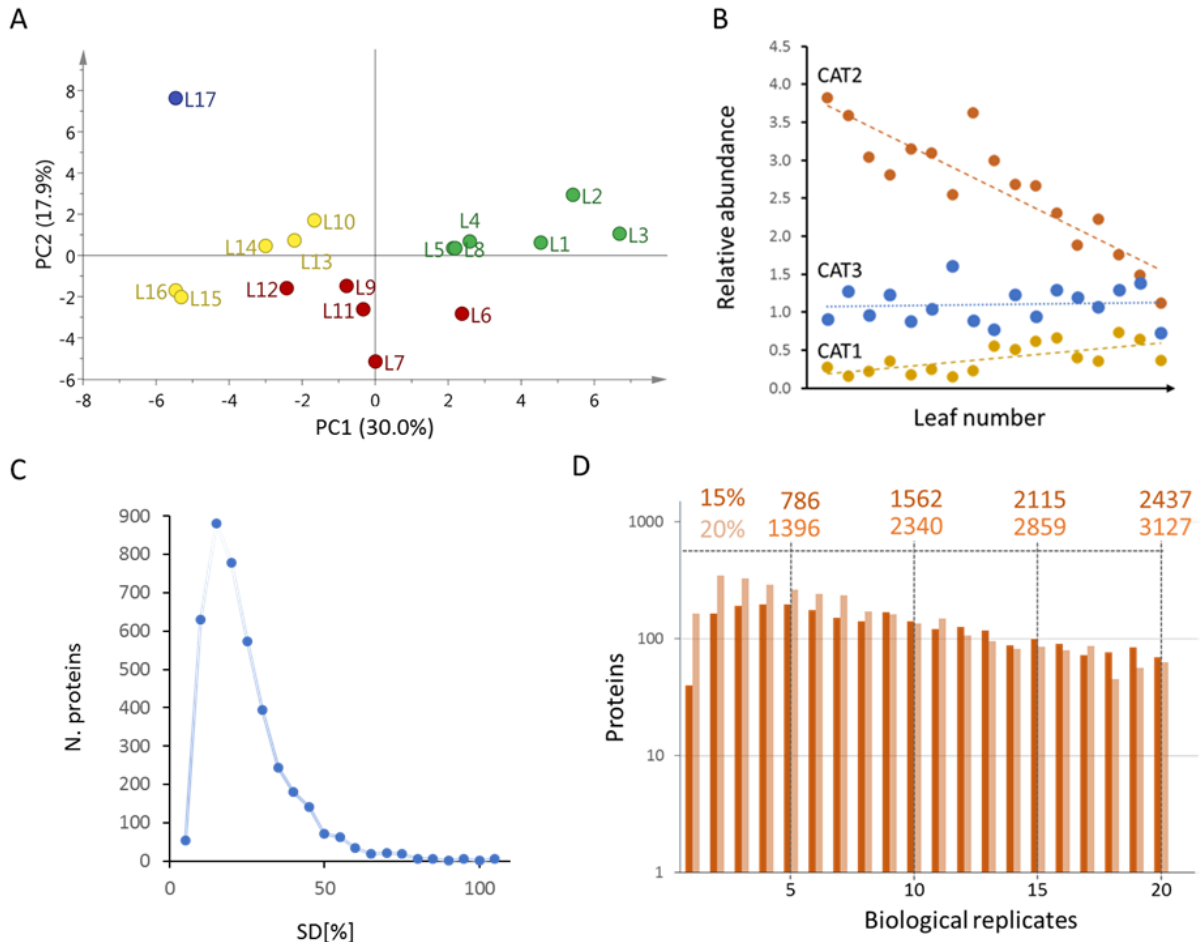 A
8
6
4
2
0
-2
-4
-6
-8
-6
-4
-2
0
2
4
6
PC2 (17.9%)
PC1 (30.0%)
L17
L2
L4
L3
L10
L5
L8
L1
L14
L13
L16
L15
L12
L9
L11
L6
L7
B
4.5
4.0
3.5
3.0
2.5
2.0
1.5
1.0
0.5
0.0
Relative abundance
CAT2
CAT3
CAT1
Leaf number
C
900
800
700
600
500
400
300
200
100
0
N. proteins
0
50
100
SD[%]
D
15% 786 1562 2115 2437
20% 1396 2340 2859 3127
1000
100
10
1
Proteins
5
10
15
20
Biological replicates